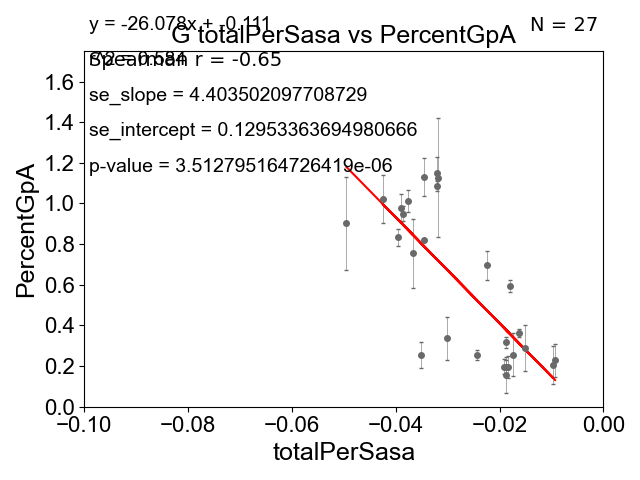 y = -26.078x + -0.111
N = 27
G totalPerSasa vs PercentGpA
Spearman r = -0.65
se_slope = 4.403502097708729
se_intercept = 0.12953363694980666
p-value = 3.512795164726419e-06
PercentGpA
1.6
1.4
1.2
1.0
0.8
0.6
0.4
0.2
0.0
−0.10
−0.08
−0.06
−0.04
−0.02
0.00
totalPerSasa